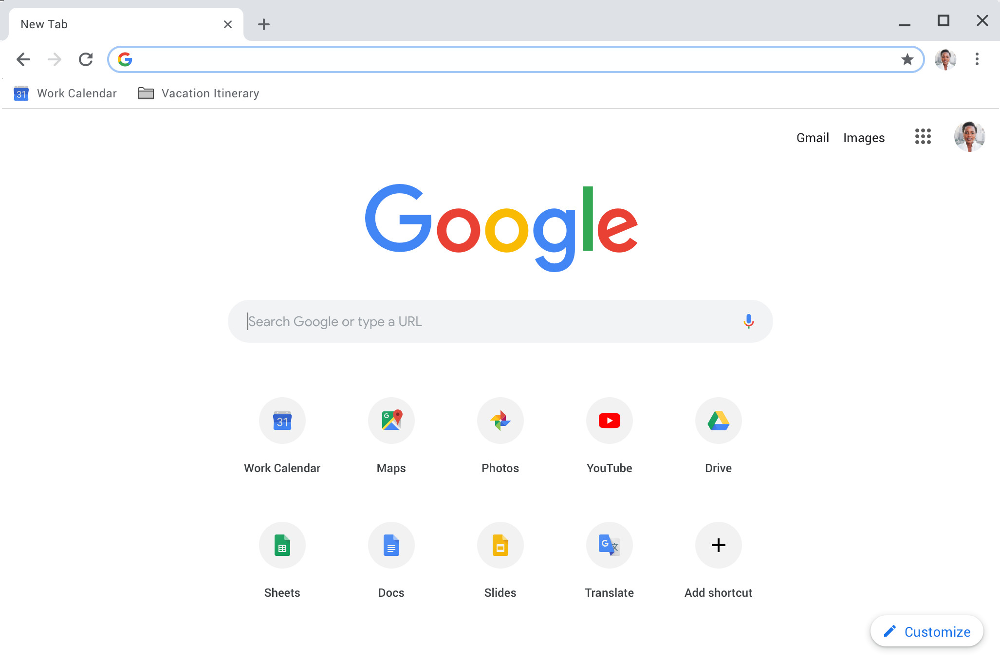 New Tab
31 Work Calendar Vacation Itinerary
Gmail Images
Google
Search Google or type a URL
31
Work Calendar Maps Photos YouTube Drive
Sheets Docs Slides Translate Add shortcut
Customize